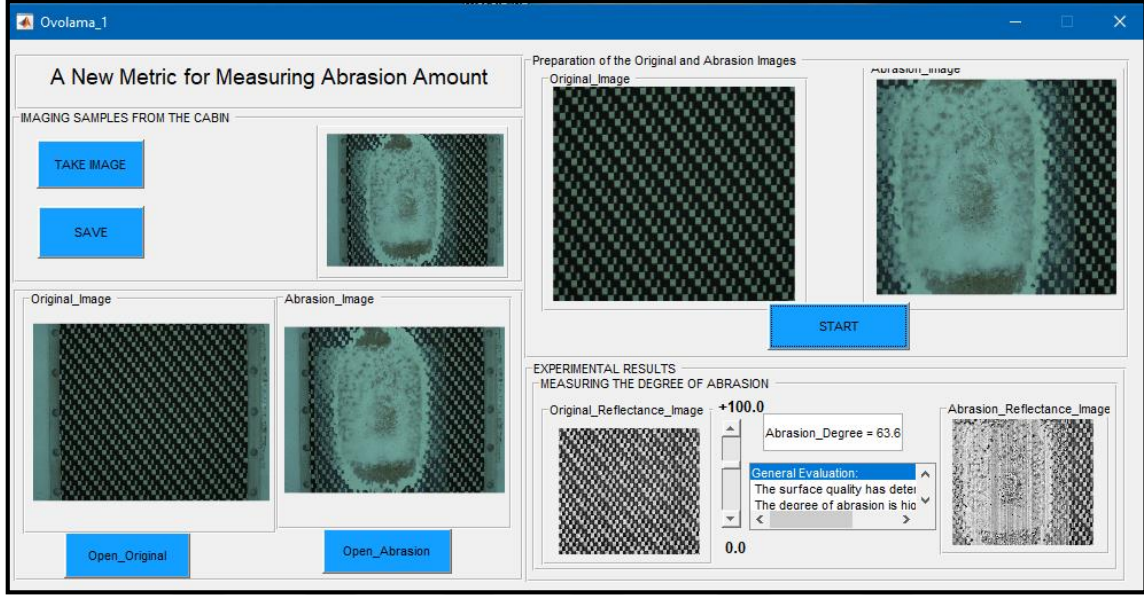 Ovolama_1
A New Metric for Measuring Abrasion Amount
IMAGING SAMPLES FROM THE CABIN
TAKE IMAGE
SAVE
Original_Image
Abrasion_Image
Open_Original
Open_Abrasion
Preparation of the Original and Abrasion Images
Original_Image
Abrasion_Image
START
EXPERIMENTAL RESULTS
MEASURING THE DEGREE OF ABRASION
Original_Reflectance_Image
+100.0
Abrasion_Degree = 63.6
General Evaluation:
The surface quality has deter
The degree of abrasion is hig
0.0
Abrasion_Reflectance_Image